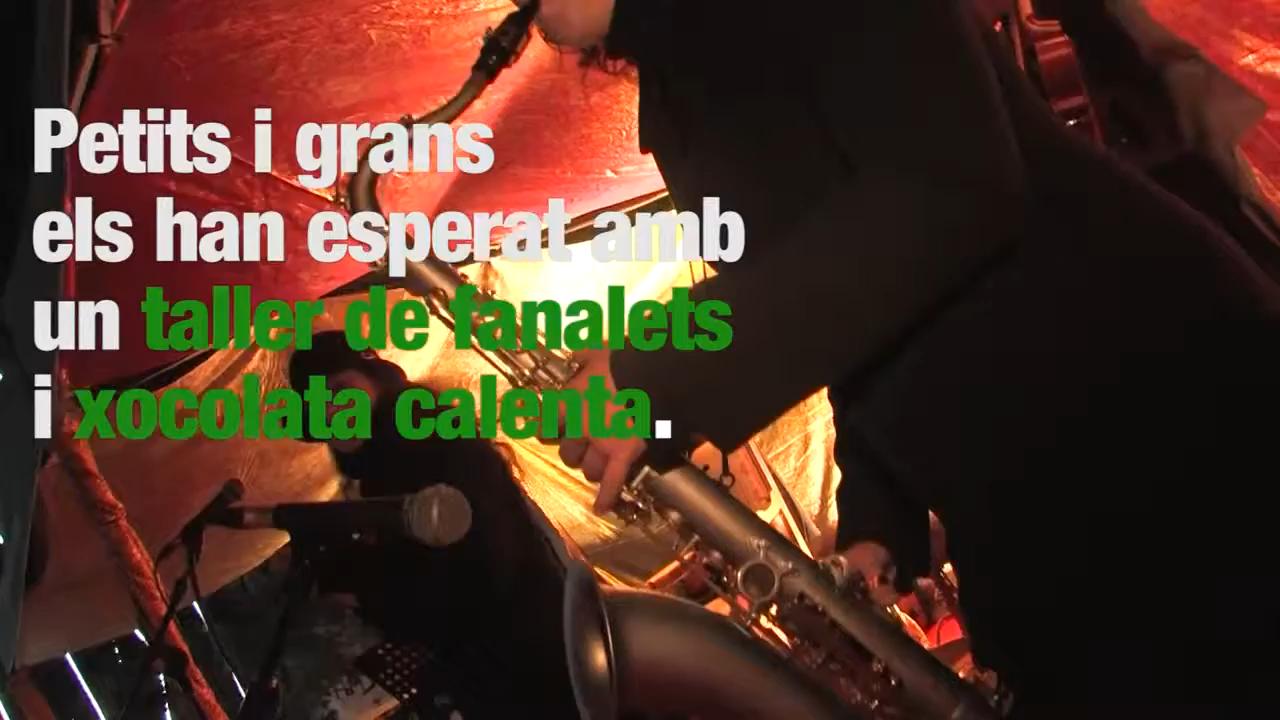 Petits i grans
els han esperat amb
un taller de fanalets
i xocolata calenta.